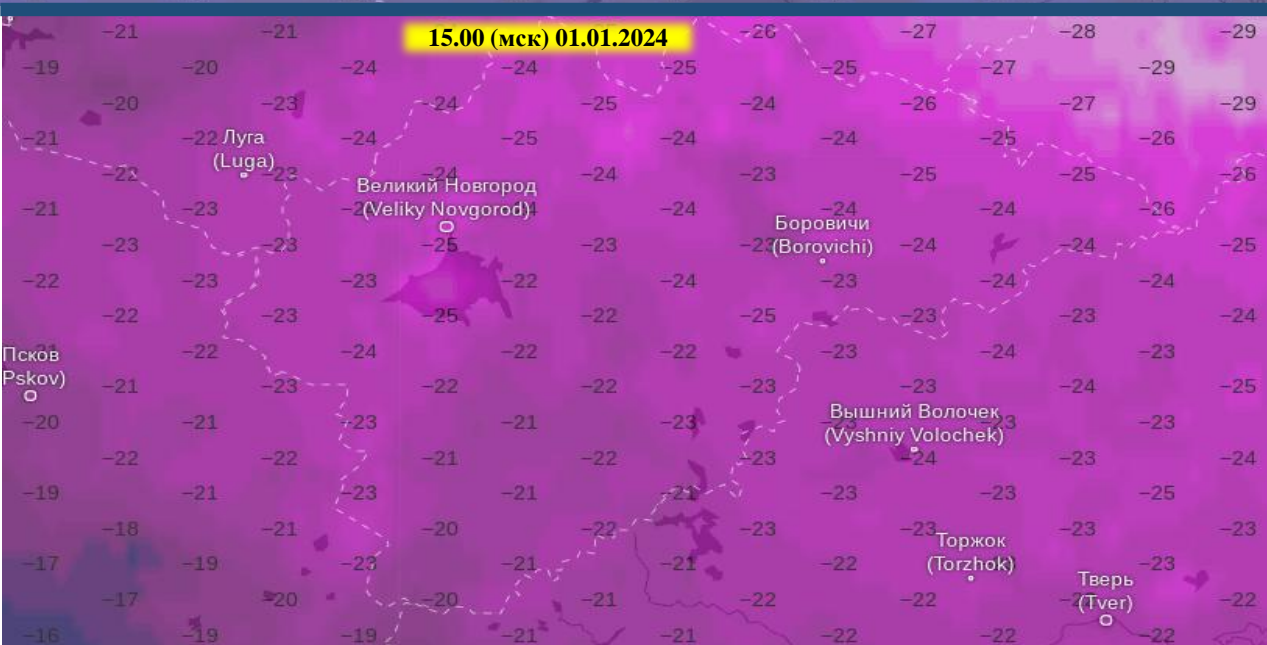 −21 −21 15.00 (мск) 01.01.2024 −26 −27 −28 −29
−19 −20 −24 −24 −25 −25 −27 −29
−20 −23 −24 −25 −24 −26 −27 −29
−21 −22 Луга −24 −25 −24 −24 −25 −26
(Luga)
−22 −23 −24 −24 −23 −25 −25 −26
Великий Новгород
−21 −23 (Veliky Novgorod) −24 −24 −24 −26
Боровичи
−23 −23 −25 −23 −23 (Borovichi) −24 −24 −25
−22 −23 −23 −22 −24 −23 −24 −24
−22 −23 −25 −22 −25 −23 −23 −24
Псков −22 −24 −22 −22 −23 −24 −23
Pskov) −21 −23 −22 −22 −23 −23 −24 −25
−20 −21 −23 −21 −23 Вышний Волочек −23
(Vyshniy Volochek)
−22 −22 −21 −22 −23 −24 −23 −24
−19 −21 −23 −21 −21 −23 −23 −25
−18 −21 −20 −22 −23 −23 −23 −23
Торжок
−17 −19 −23 −21 −21 −22 (Torzhok) −23
Тверь
−17 −20 −20 −21 −22 −22 (Tver) −22
−16 −19 −19 −21 −21 −22 −22 −22